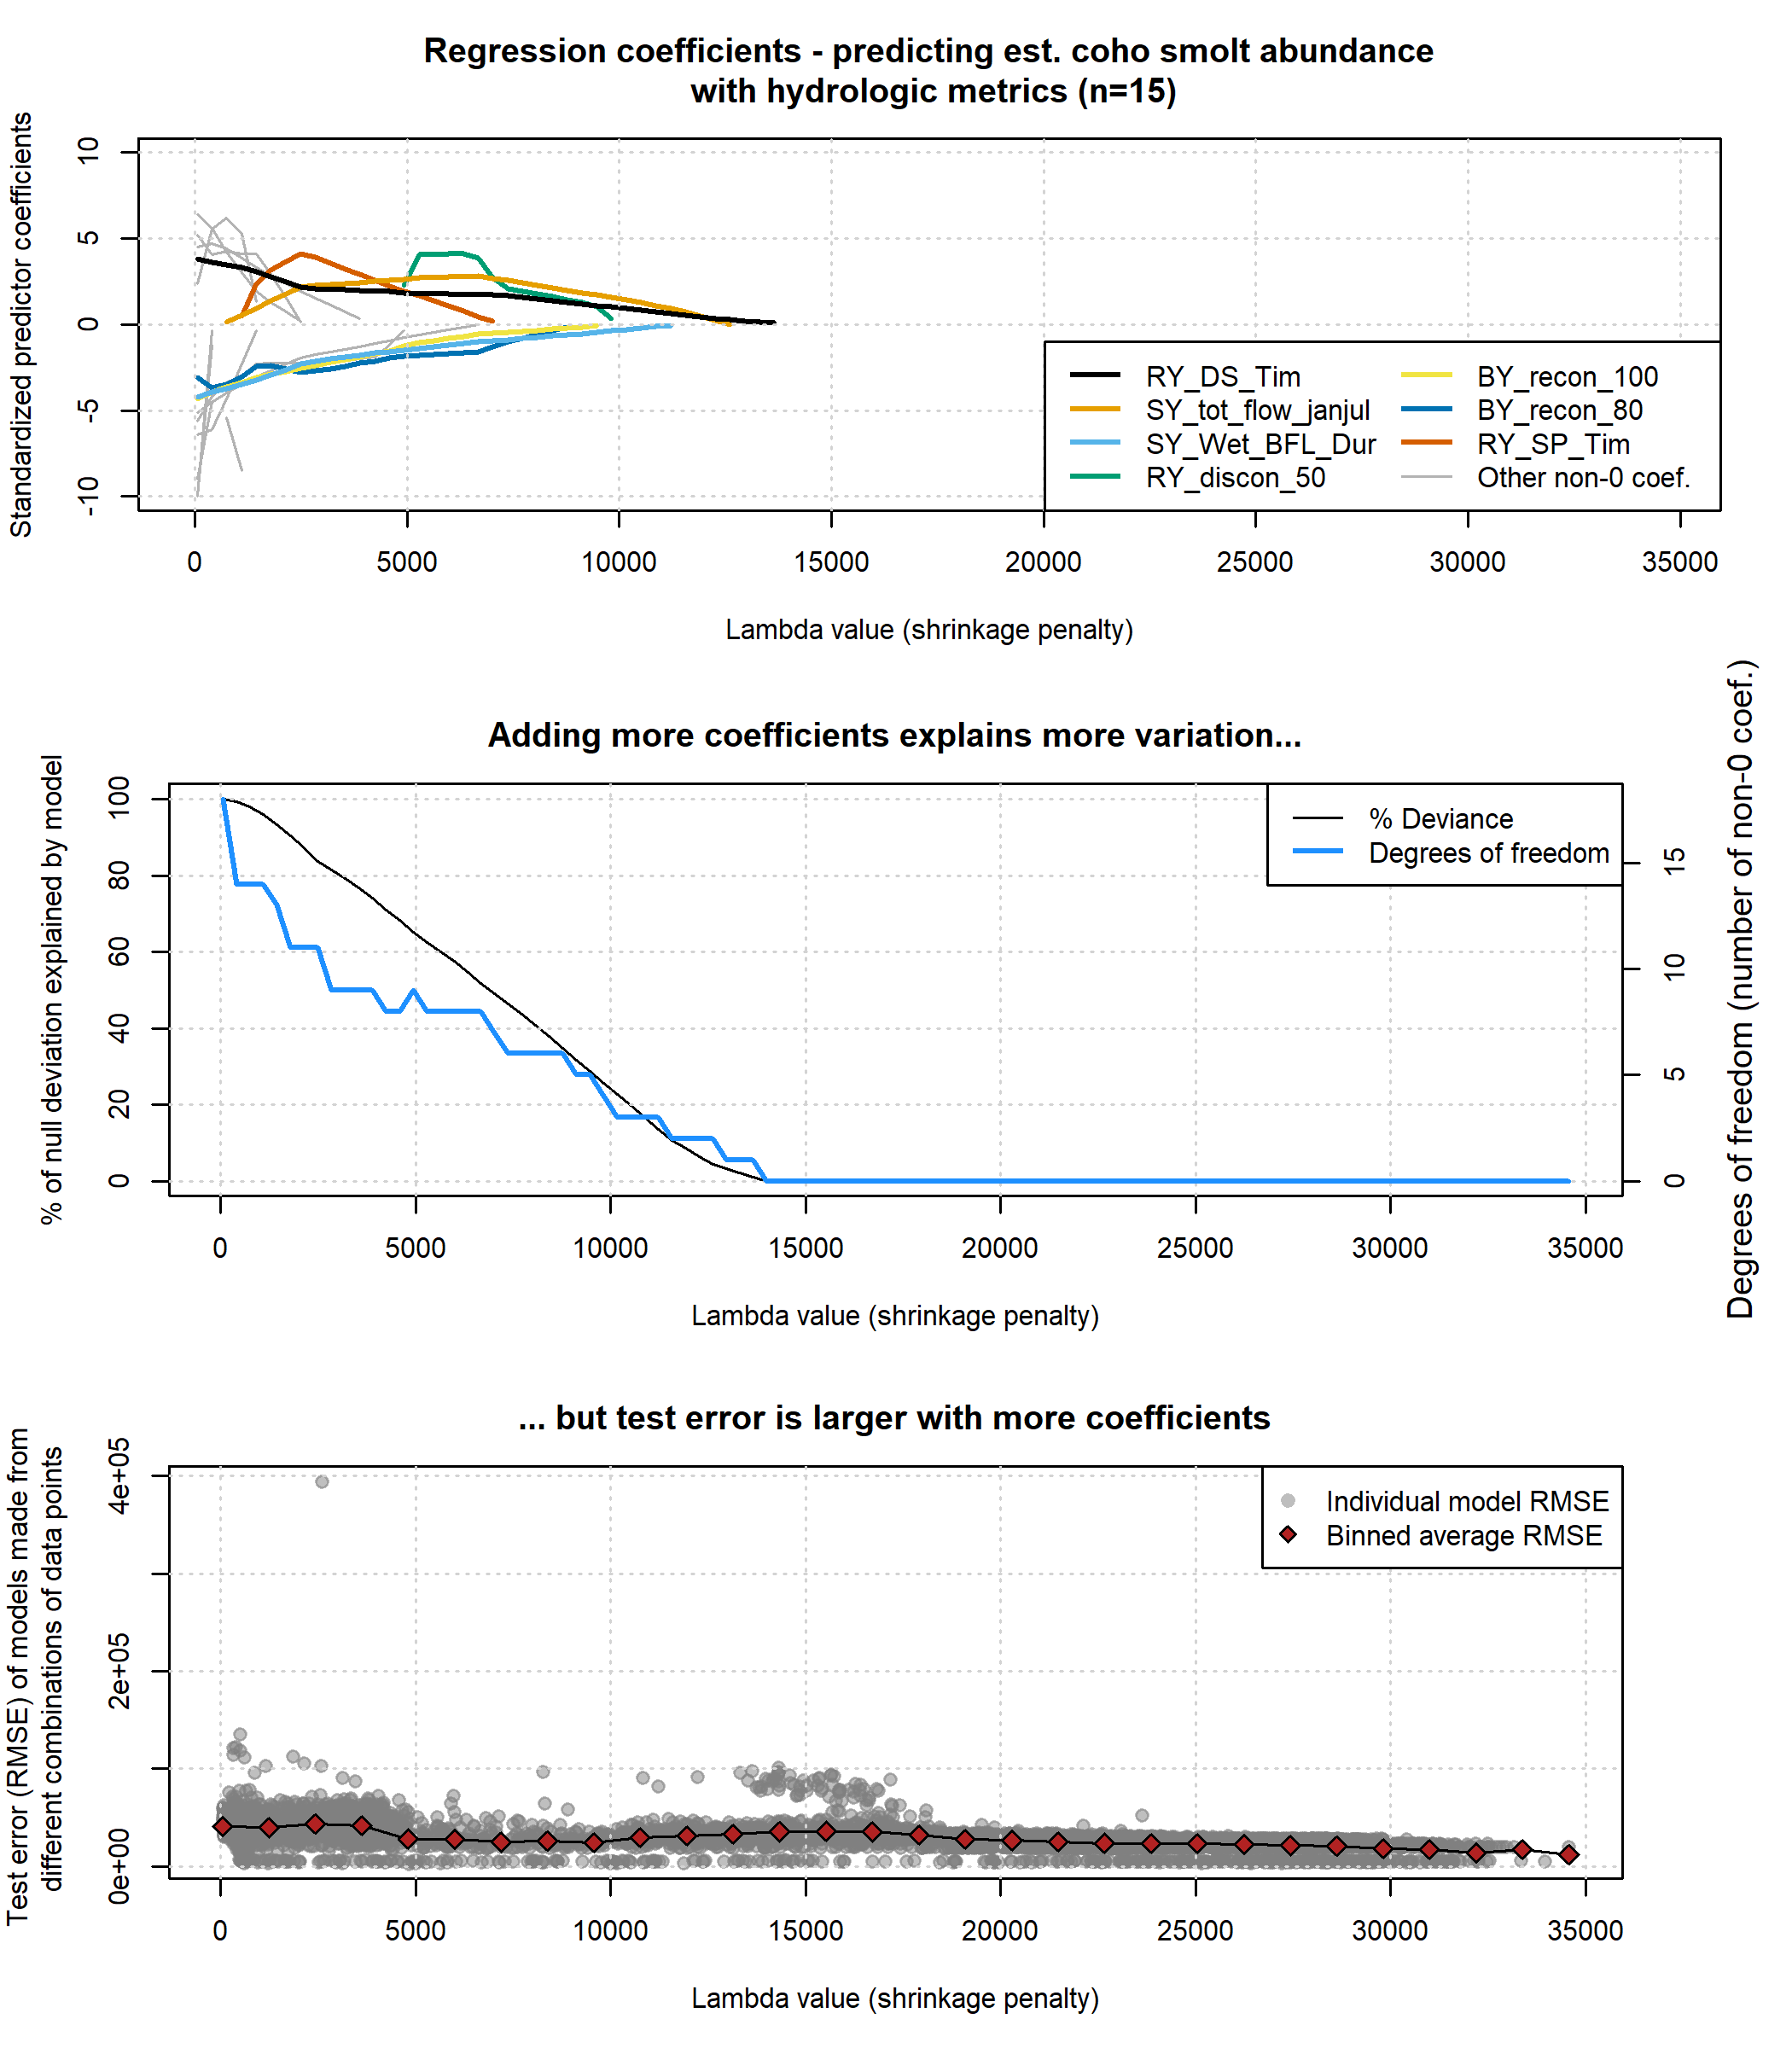 Regression coefficients - predicting est. coho smolt abundance
with hydrologic metrics (n=15)
Standardized predictor coefficients
10
5
0
-5
-10
RY_DS_Tim
SY_tot_flow_janjul
SY_Wet_BFL_Dur
RY_discon_50
BY_recon_100
BY_recon_80
RY_SP_Tim
Other non-0 coef.
0 5000 10000 15000 20000 25000 30000 35000
Lambda value (shrinkage penalty)
Adding more coefficients explains more variation...
% of null deviation explained by model
100
80
60
40
20
0
% Deviance
Degrees of freedom
15
10
5
0
Degrees of freedom (number of non-0 coef.)
0 5000 10000 15000 20000 25000 30000 35000
Lambda value (shrinkage penalty)
... but test error is larger with more coefficients
Test error (RMSE) of models made from
different combinations of data points
4e+05
2e+05
0e+00
Individual model RMSE
Binned average RMSE
0 5000 10000 15000 20000 25000 30000 35000
Lambda value (shrinkage penalty)